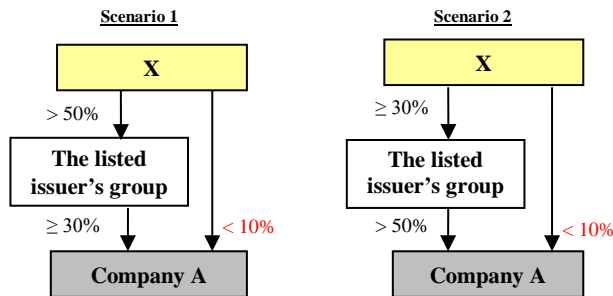 Scenario 1
X
> 50%
The listed
issuer's group
≥ 30%
< 10%
Company A
Scenario 2
X
≥ 30%
The listed
issuer's group
> 50%
< 10%
Company A